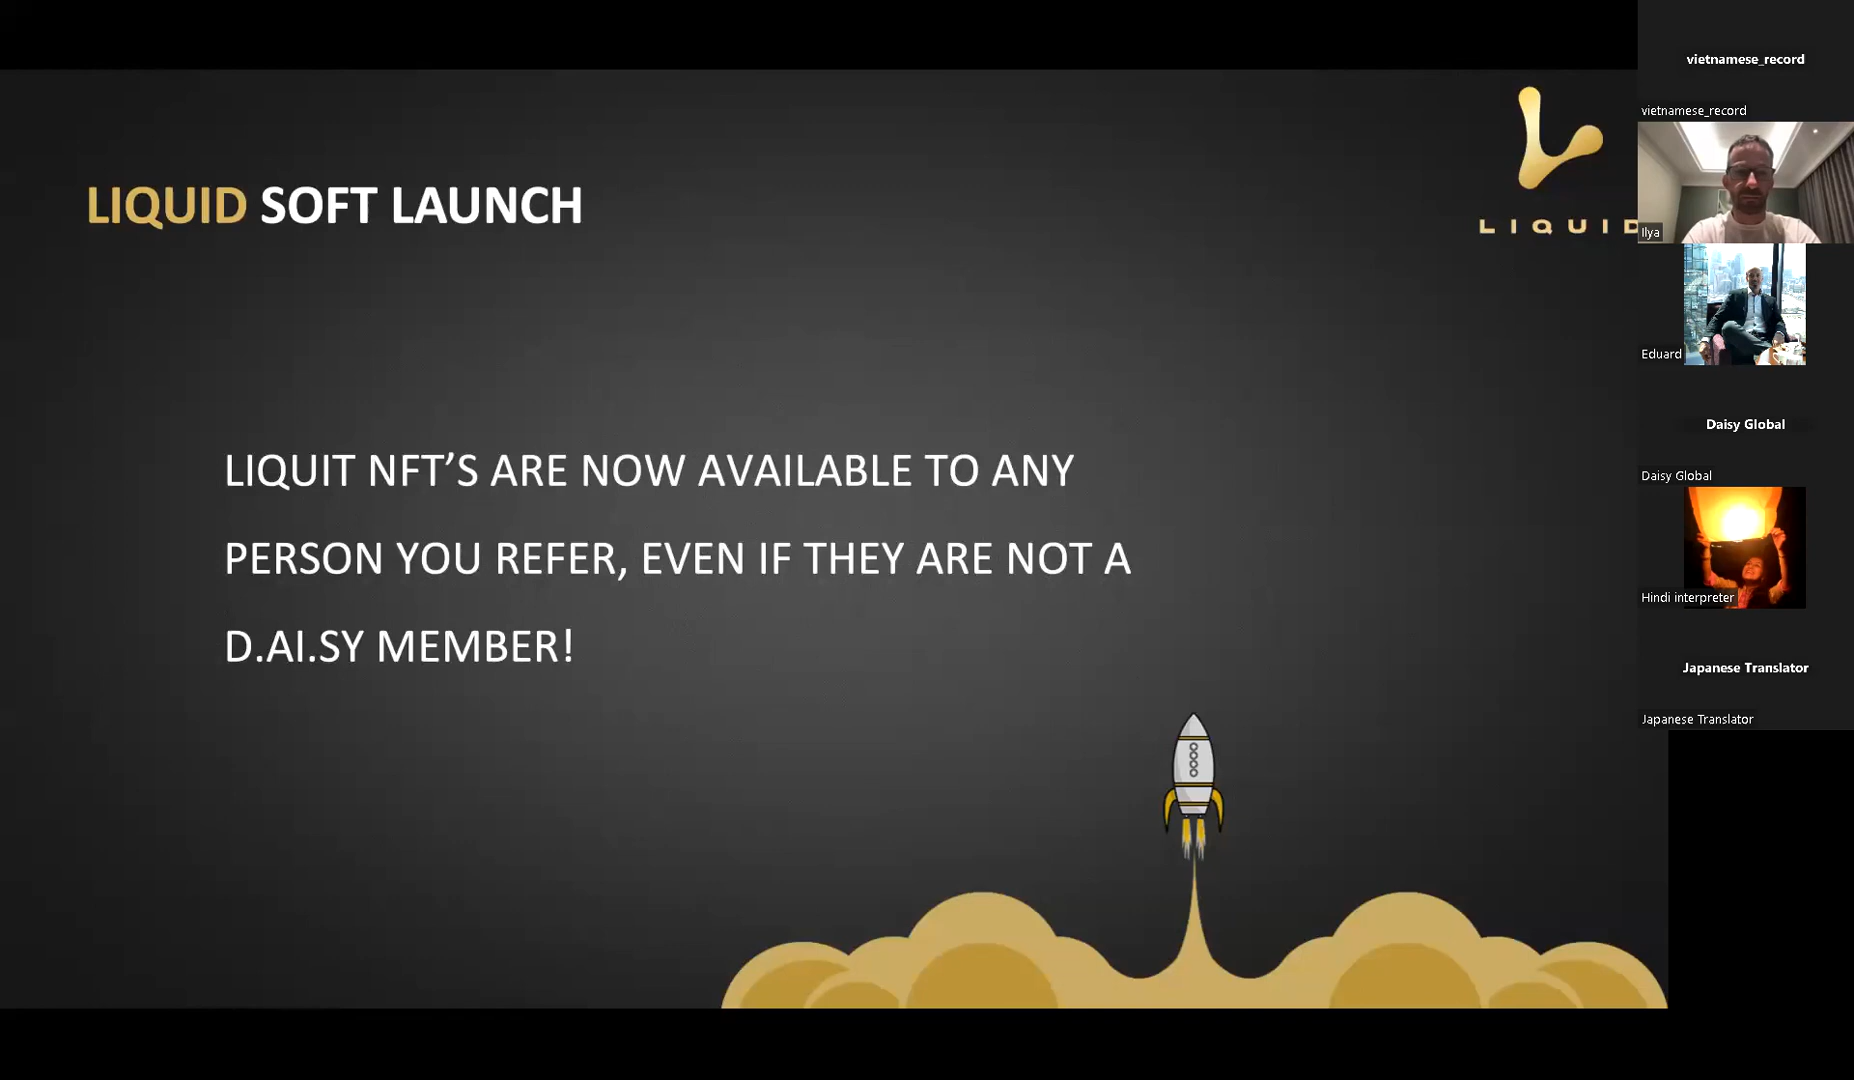 LIQUID SOFT LAUNCH
LIQUID
LIQUIT NFT’S ARE NOW AVAILABLE TO ANY
PERSON YOU REFER, EVEN IF THEY ARE NOT A
D.AI.SY MEMBER!
vietnamese_record
vietnamese_record
Ilya
Eduard
Daisy Global
Daisy Global
Hindi interpreter
Japanese Translator
Japanese Translator